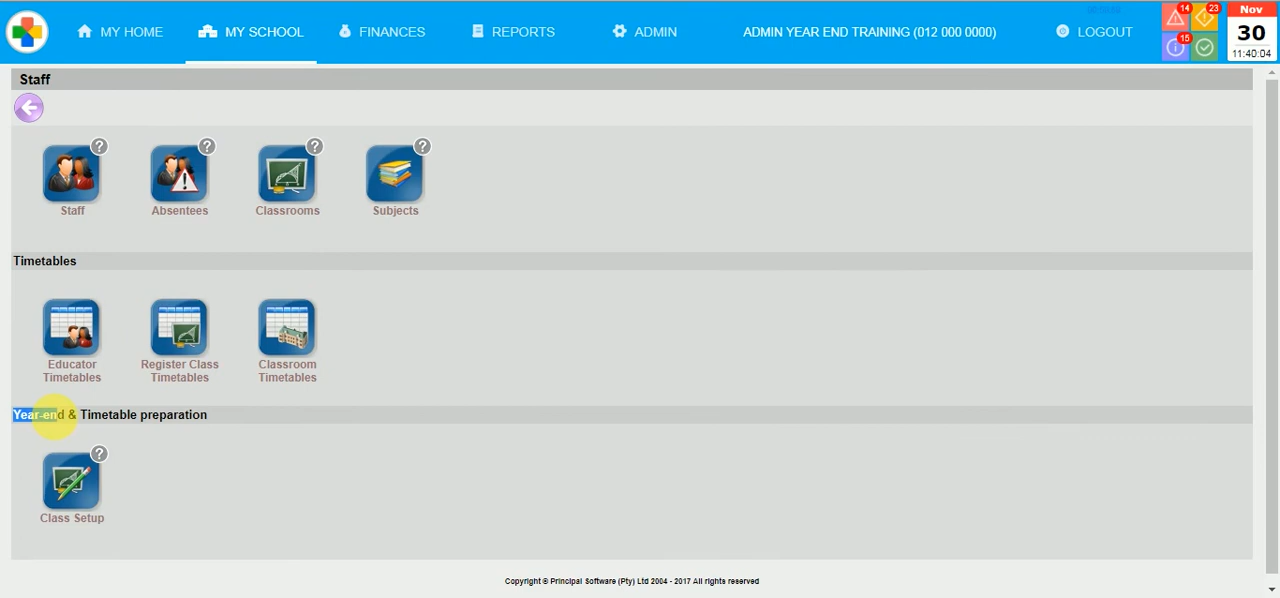 MY HOME
MY SCHOOL
FINANCES
REPORTS
ADMIN
ADMIN YEAR END TRAINING (012 000 0000)
LOGOUT
14
23
15
Nov
30
11:40:04
Staff
?
?
?
?
Staff
Absentees
Classrooms
Subjects
Timetables
Educator
Timetables
Register Class
Timetables
Classroom
Timetables
Year-end & Timetable preparation
?
Class Setup
Copyright © Principal Software (Pty) Ltd 2004 - 2017 All rights reserved